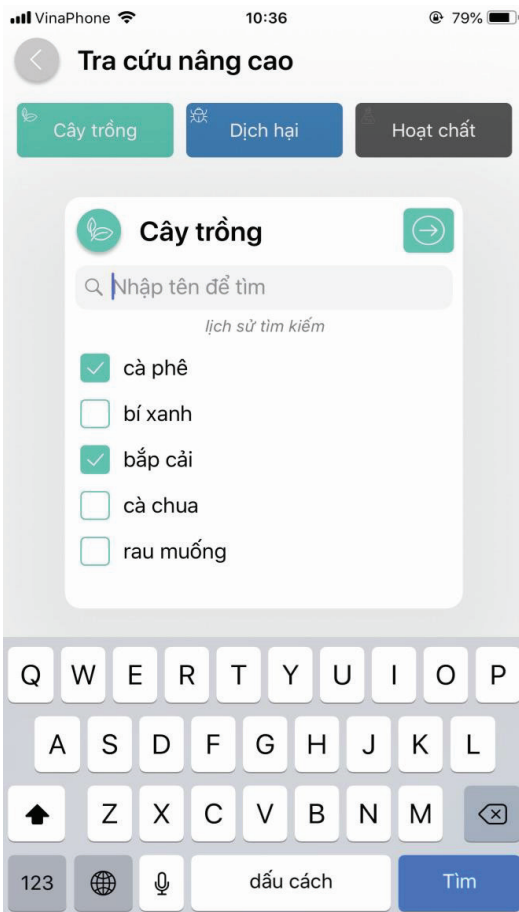 VinaPhone 10:36 79%
Tra cứu nâng cao
Cây trồng Dịch hại Hoạt chất
Cây trồng
Nhập tên để tìm
lịch sử tìm kiếm
cà phê
bí xanh
bắp cải
cà chua
rau muống
Q W E R T Y U I O P
A S D F G H J K L
Z X C V B N M
123 dấu cách Tìm